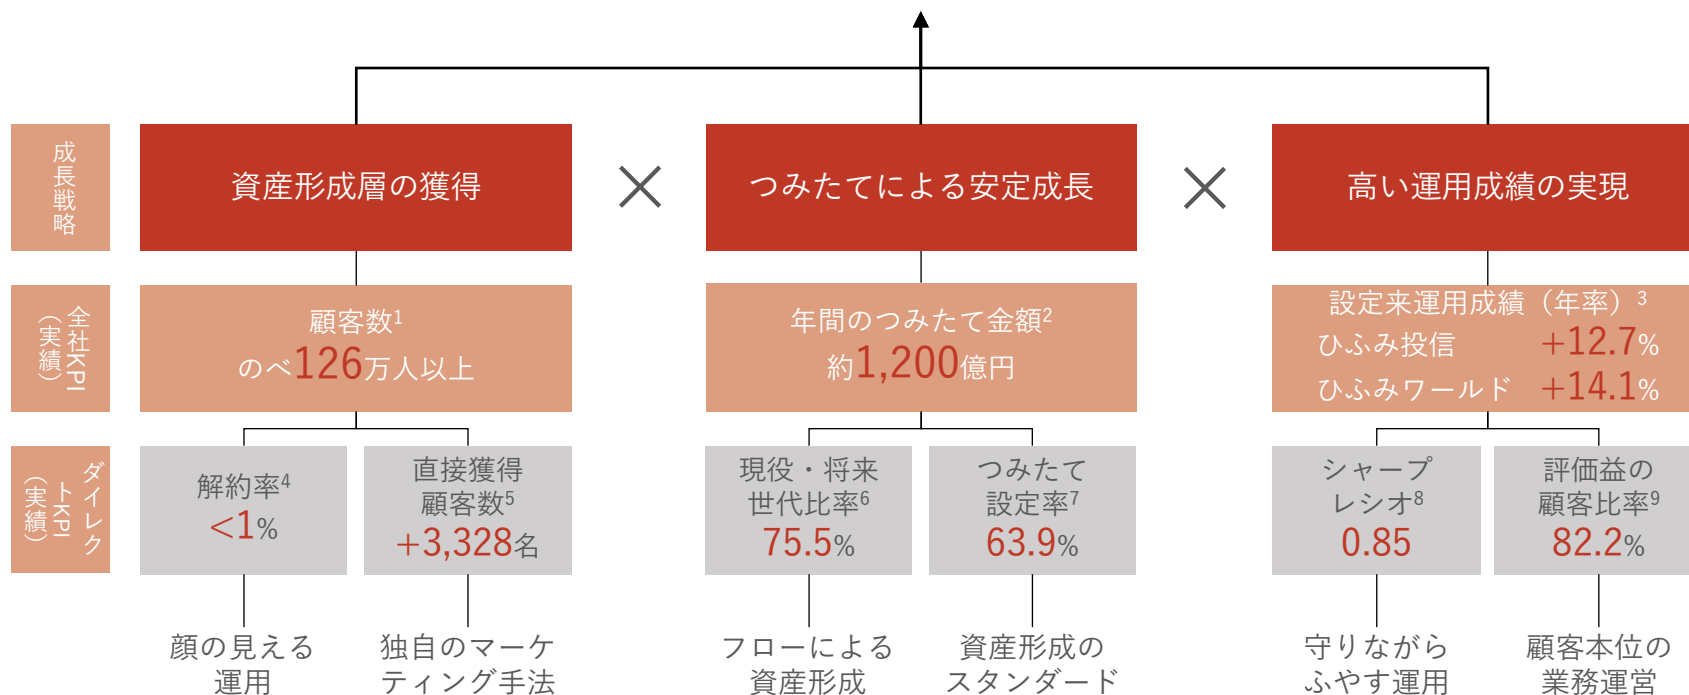 成長戦略
資産形成層の獲得
×
つみたてによる安定成長
×
高い運用成績の実現
全社KPI
(実績)
顧客数1
のべ126万人以上
年間のつみたて金額2
約1,200億円
設定来運用成績（年率）3
ひふみ投信 +12.7%
ひふみワールド +14.1%
ダイレク
トKPI
(実績)
解約率4
<1%
直接獲得
顧客数5
+3,328名
現役・将来
世代比率6
75.5%
つみたて
設定率7
63.9%
シャープ
レシオ8
0.85
評価益の
顧客比率9
82.2%
顔の見える
運用
独自のマーケ
ティング手法
フローによる
資産形成
資産形成の
スタンダード
守りながら
ふやす運用
顧客本位の
業務運営